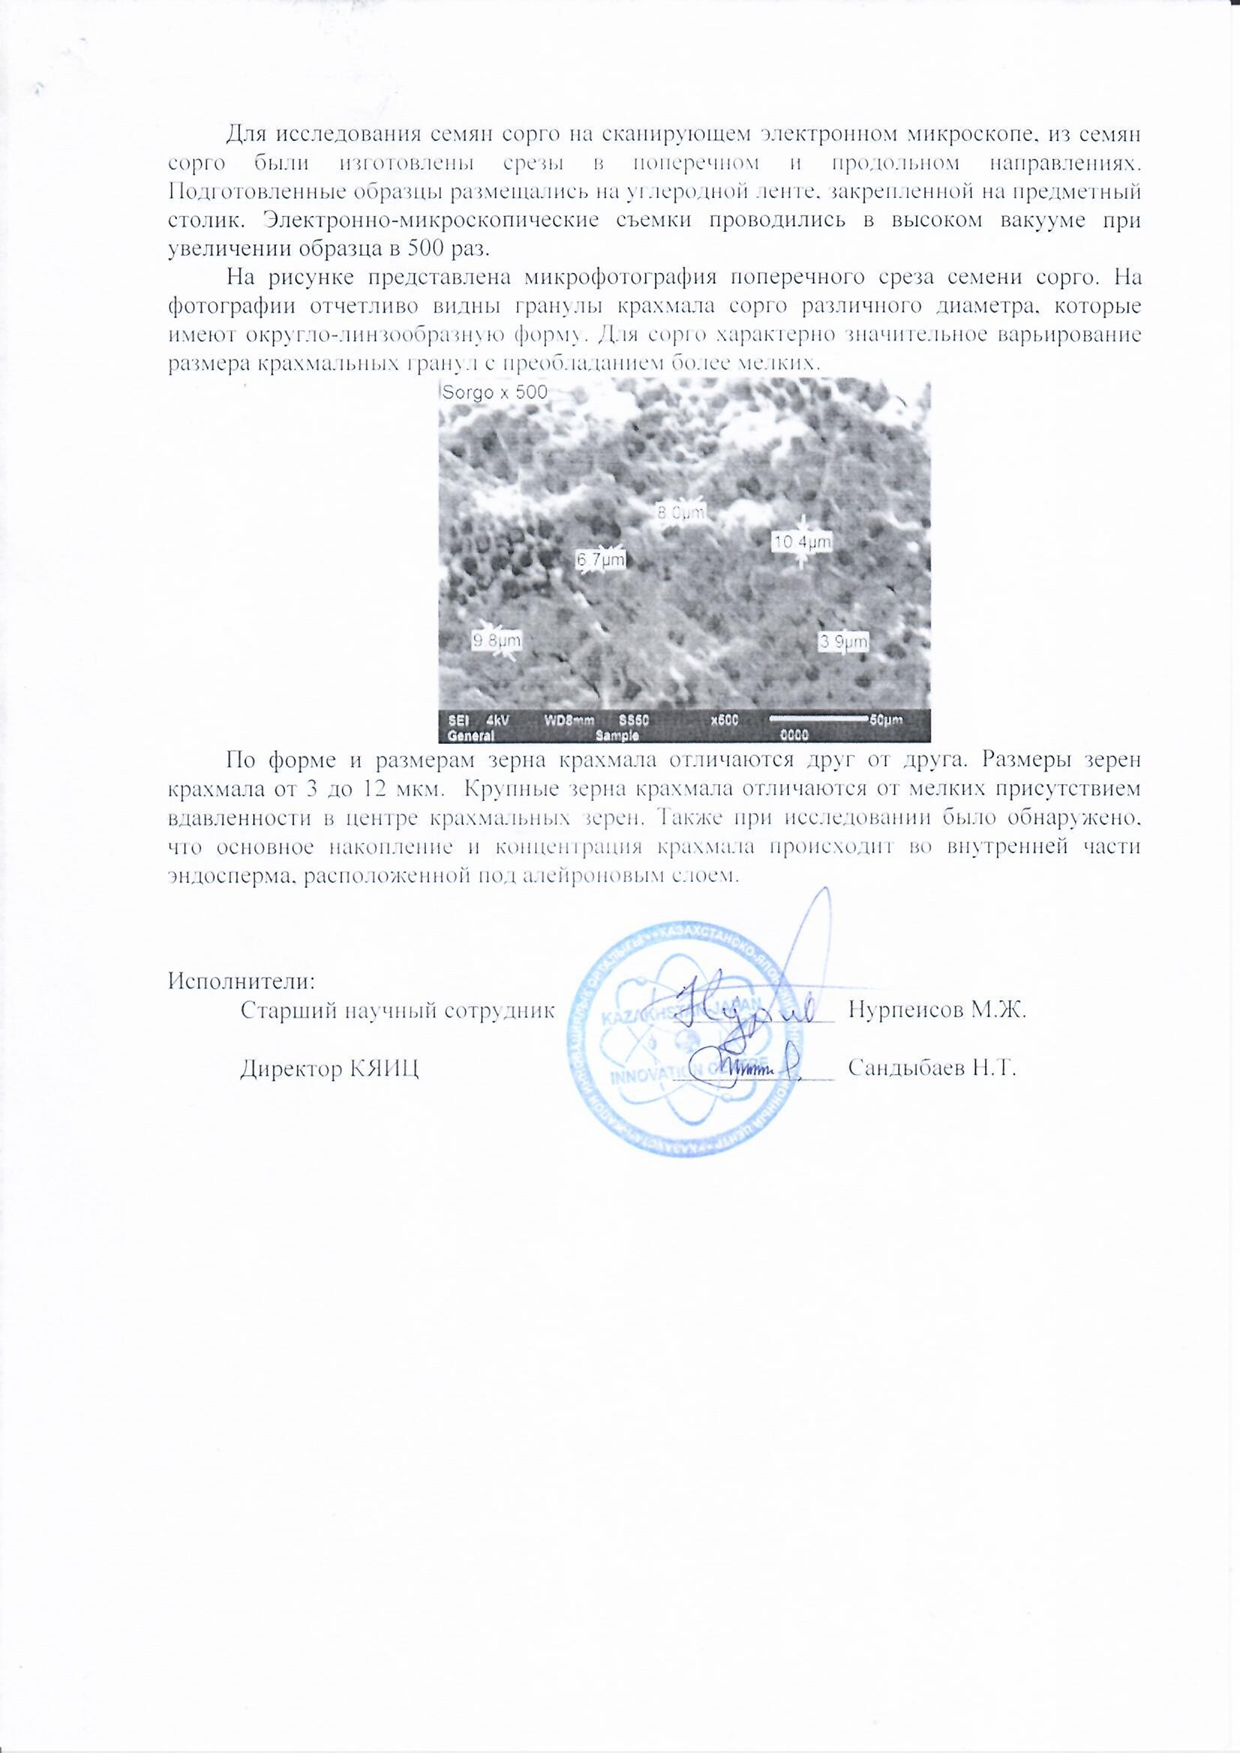 Для исследования семян сорго на сканирующем электронном микроскопе, из семян
сорго были изготовлены срезы в поперечном и продольном направлениях.
Подготовленные образцы размещались на углеродной ленте, закрепленной на предметный
столик. Электронно-микроскопические съемки проводились в высоком вакууме при
увеличении образца в 500 раз.
На рисунке представлена микрофотография поперечного среза семени сорго. На
фотографии отчетливо видны гранулы крахмала сорго различного диаметра, которые
имеют округло-линзообразную форму. Для сорго характерно значительное варьирование
размера крахмальных гранул с преобладанием более мелких.
Sorgo x 500
8.0µm
10.4µm
6.7µm
9.8µm
3.9µm
SEI 4kV WD8mm SS50 x500 50µm
General Sample 0000
По форме и размерам зерна крахмала отличаются друг от друга. Размеры зерен
крахмала от 3 до 12 мкм. Крупные зерна крахмала отличаются от мелких присутствием
вдавленности в центре крахмальных зерен. Также при исследовании было обнаружено,
что основное накопление и концентрация крахмала происходит во внутренней части
эндосперма, расположенной под алейроновым слоем.
Исполнители:
Старший научный сотрудник Нурпеисов М.Ж.
Директор КЯИЦ Сандыбаев Н.Т.
KAZAKHSTAN JAPAN
INNOVATION CENTRE